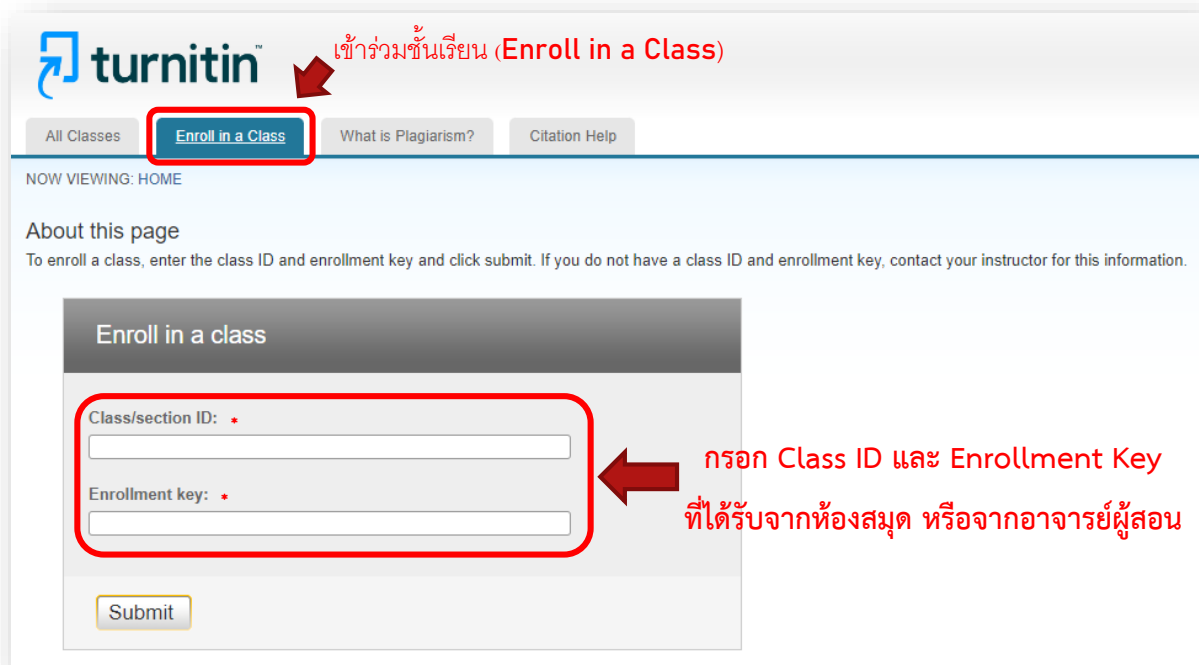 turnitin™
เข้าร่วมชั้นเรียน (Enroll in a Class)
All Classes
Enroll in a Class
What is Plagiarism?
Citation Help
NOW VIEWING: HOME
About this page
To enroll a class, enter the class ID and enrollment key and click submit. If you do not have a class ID and enrollment key, contact your instructor for this information.
Enroll in a class
Class/section ID: *
Enrollment key: *
กรอก Class ID และ Enrollment Key
ที่ได้รับจากห้องสมุด หรือจากอาจารย์ผู้สอน
Submit